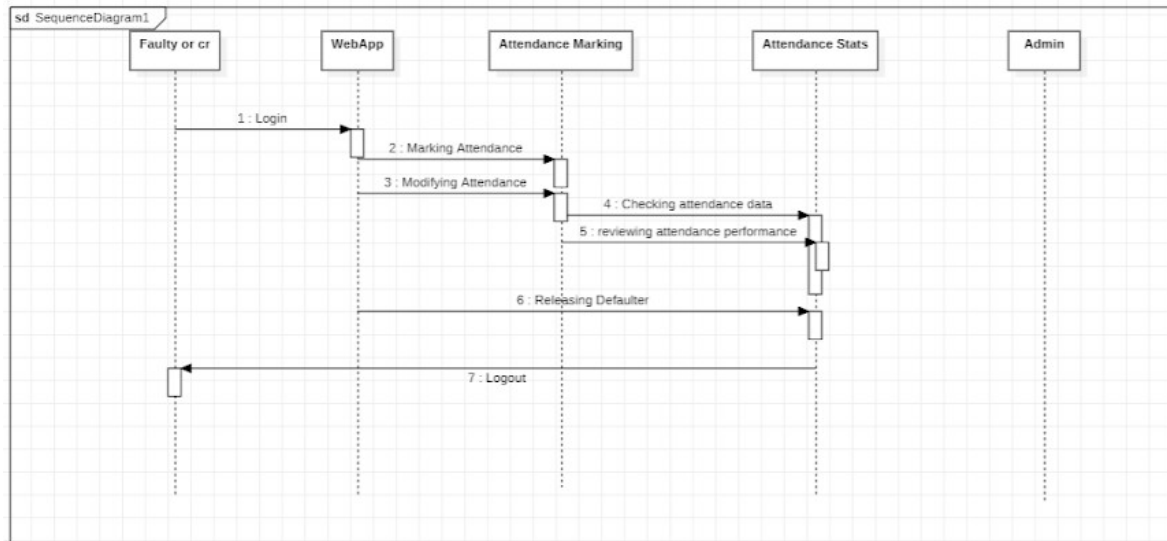 sd SequenceDiagram1
Faulty or cr
WebApp
Attendance Marking
Attendance Stats
Admin
1 : Login
2 : Marking Attendance
3 : Modifying Attendance
4 : Checking attendance data
5 : reviewing attendance performance
6 : Releasing Defaulter
7 : Logout